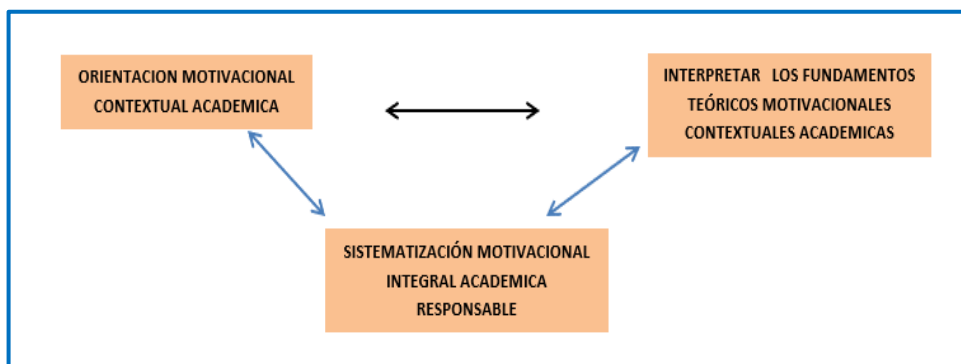 ORIENTACION MOTIVACIONAL
CONTEXTUAL ACADEMICA
INTERPRETAR LOS FUNDAMENTOS
TEÓRICOS MOTIVACIONALES
CONTEXTUALES ACADEMICAS
SISTEMATIZACIÓN MOTIVACIONAL
INTEGRAL ACADEMICA
RESPONSABLE